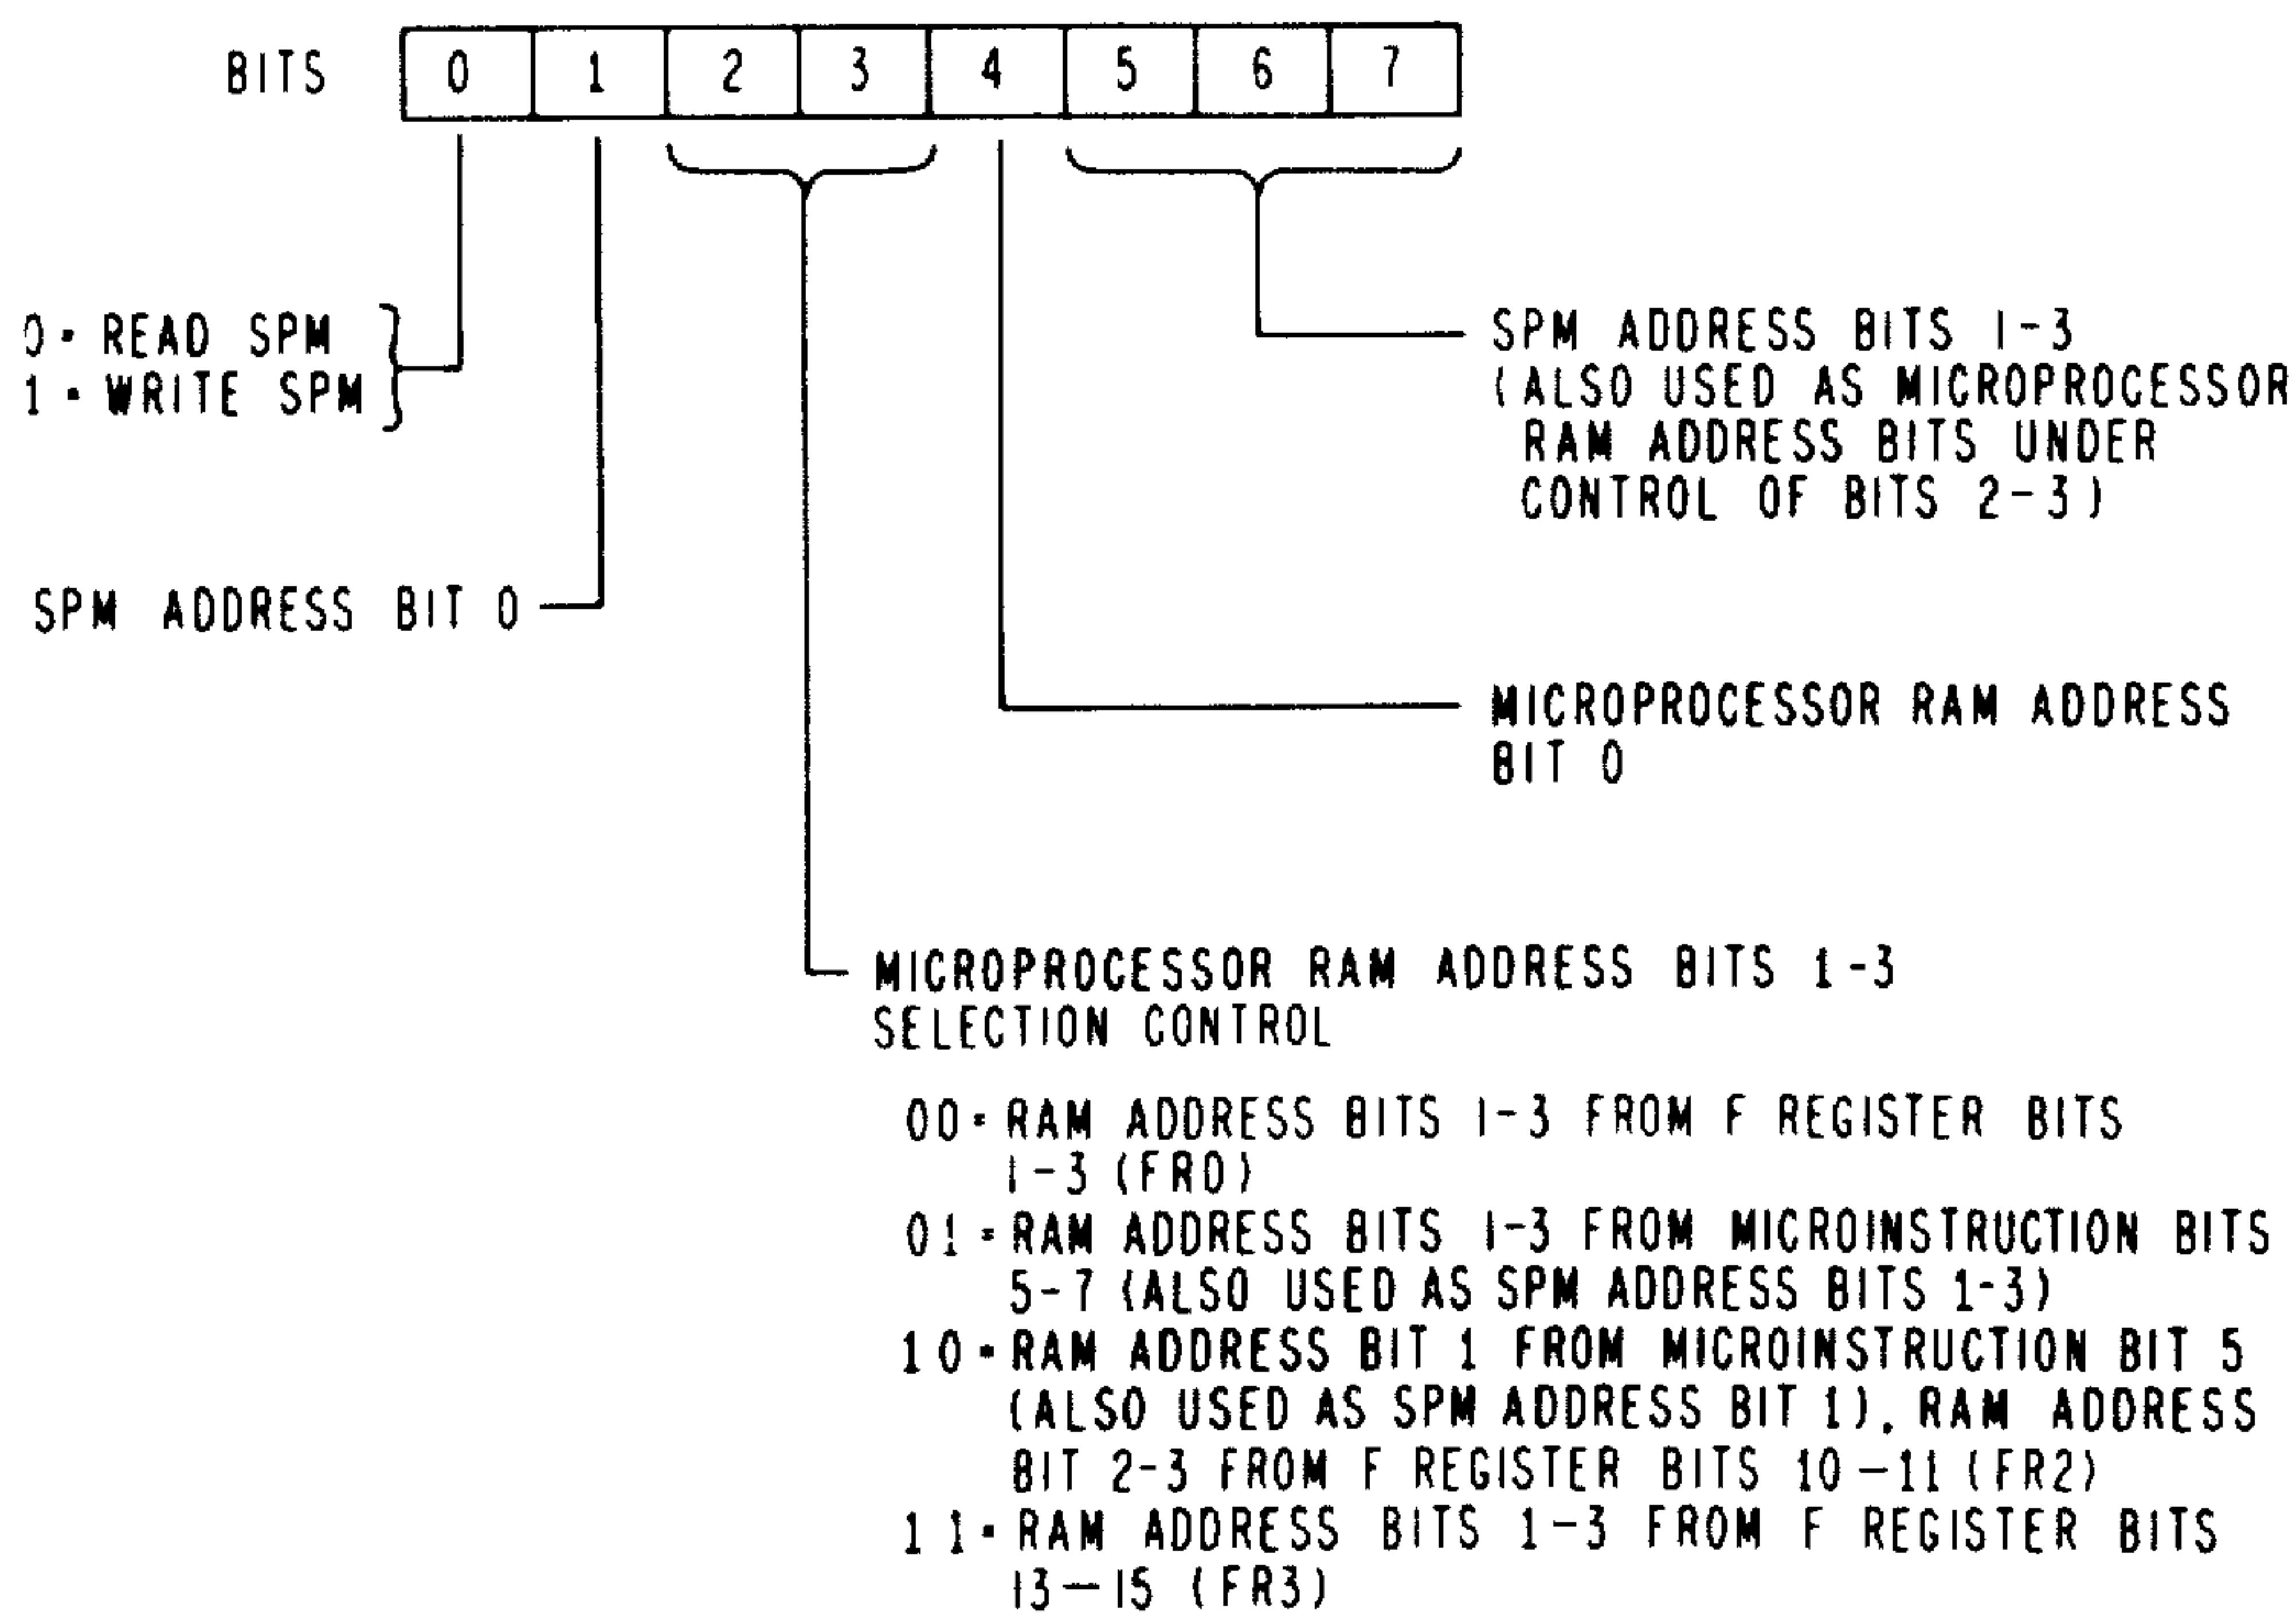 BITS 0 1 2 3 4 5 6 7
0 = READ SPM
1 = WRITE SPM
SPM ADDRESS BITS 1-3
(ALSO USED AS MICROPROCESSOR
RAM ADDRESS BITS UNDER
CONTROL OF BITS 2-3)
SPM ADDRESS BIT 0
MICROPROCESSOR RAM ADDRESS
BIT 0
MICROPROCESSOR RAM ADDRESS BITS 1-3
SELECTION CONTROL
00 = RAM ADDRESS BITS 1-3 FROM F REGISTER BITS
1-3 (FR0)
01 = RAM ADDRESS BITS 1-3 FROM MICROINSTRUCTION BITS
5-7 (ALSO USED AS SPM ADDRESS BITS 1-3)
10 = RAM ADDRESS BIT 1 FROM MICROINSTRUCTION BIT 5
(ALSO USED AS SPM ADDRESS BIT 1), RAM ADDRESS
BIT 2-3 FROM F REGISTER BITS 10-11 (FR2)
11 = RAM ADDRESS BITS 1-3 FROM F REGISTER BITS
13-15 (FR3)